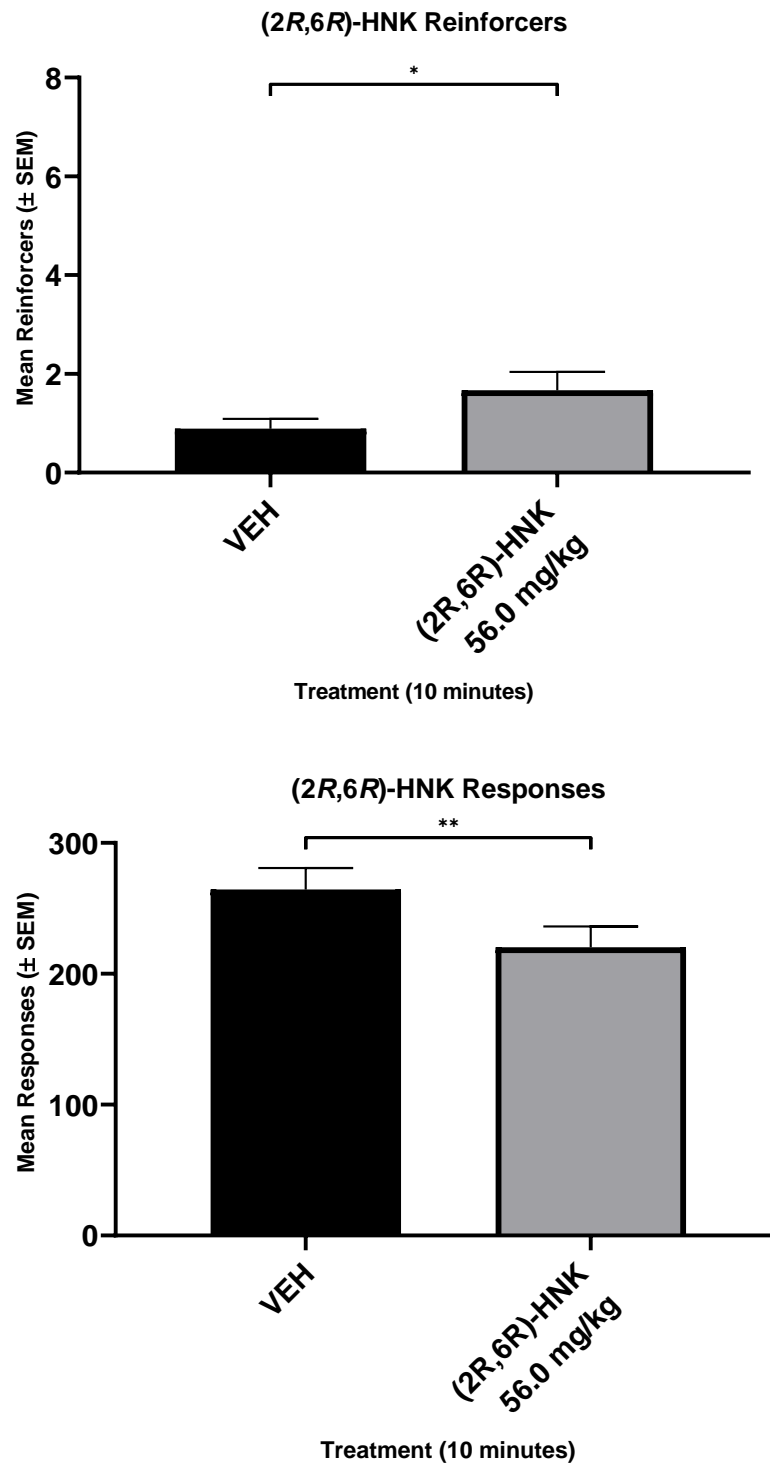 (2R,6R)-HNK Reinforcers
*
8
6
4
2
0
Mean Reinforcers (± SEM)
VEH
(2R,6R)-HNK
56.0 mg/kg
Treatment (10 minutes)
(2R,6R)-HNK Responses
**
300
200
100
0
Mean Responses (± SEM)
VEH
(2R,6R)-HNK
56.0 mg/kg
Treatment (10 minutes)